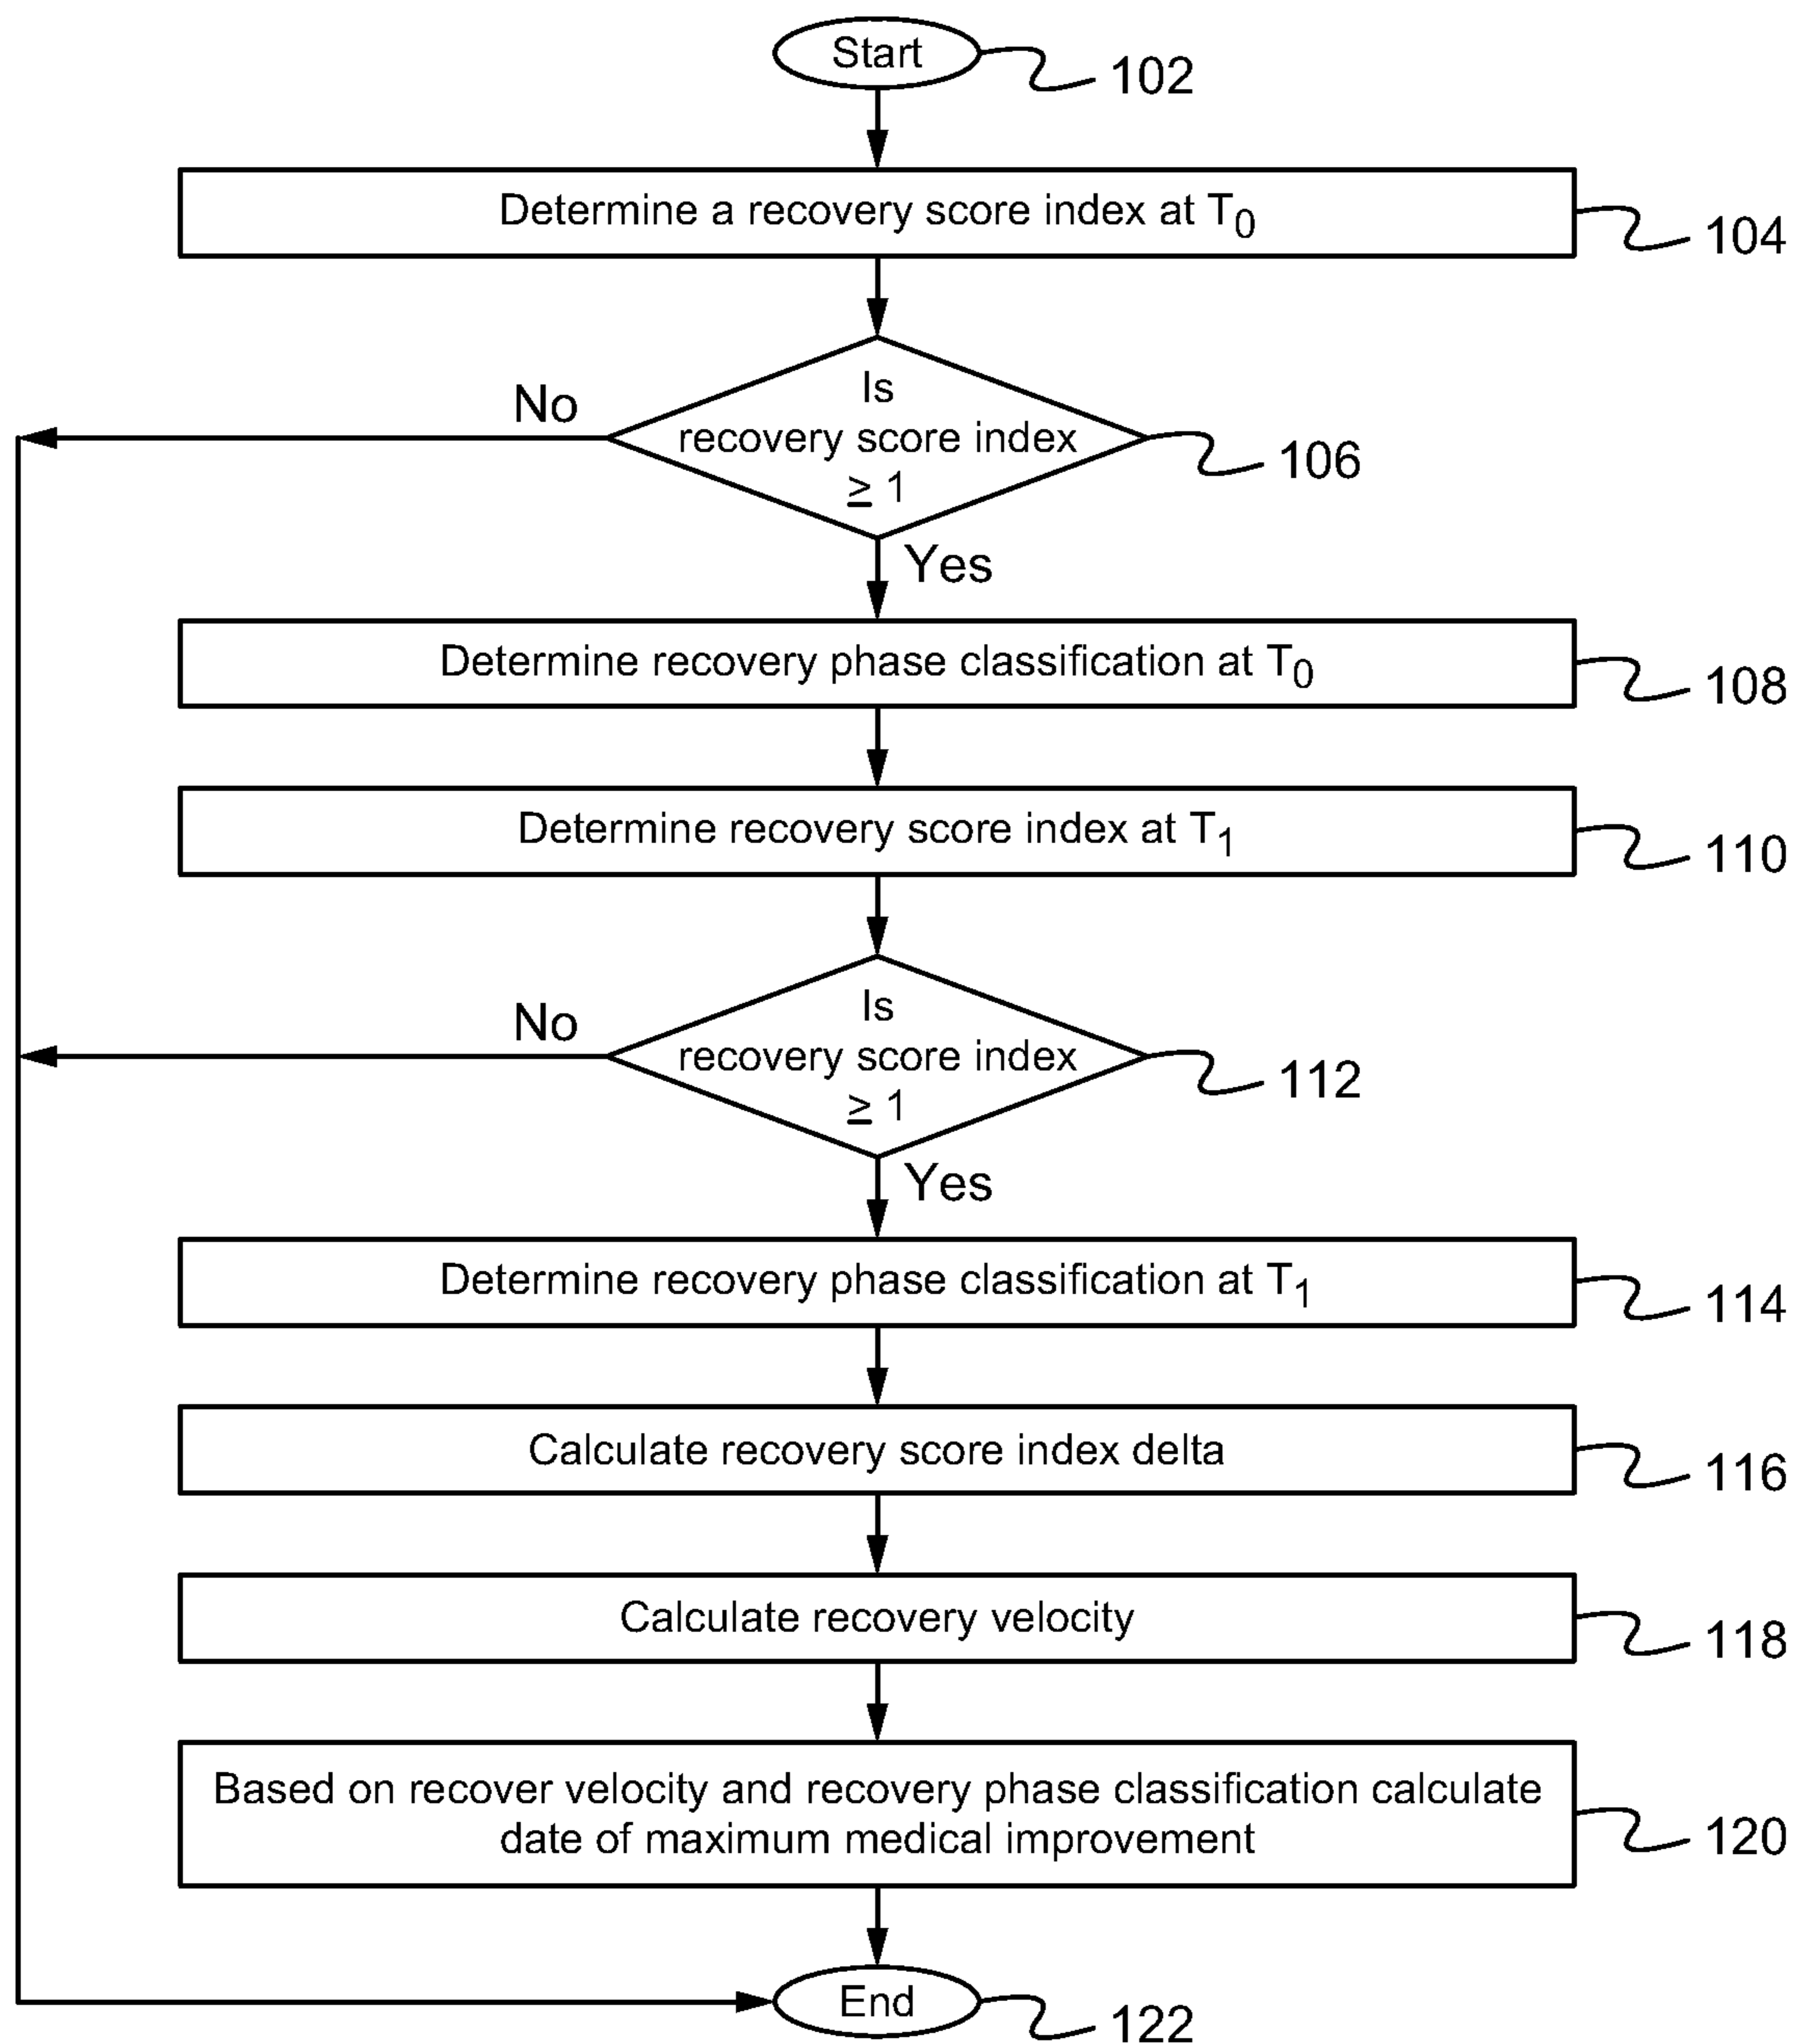 Start
102
Determine a recovery score index at T0
104
Is
recovery score index
≥ 1
No
106
Yes
Determine recovery phase classification at T0
108
Determine recovery score index at T1
110
Is
recovery score index
≥ 1
No
112
Yes
Determine recovery phase classification at T1
114
Calculate recovery score index delta
116
Calculate recovery velocity
118
Based on recover velocity and recovery phase classification calculate
date of maximum medical improvement
120
End
122